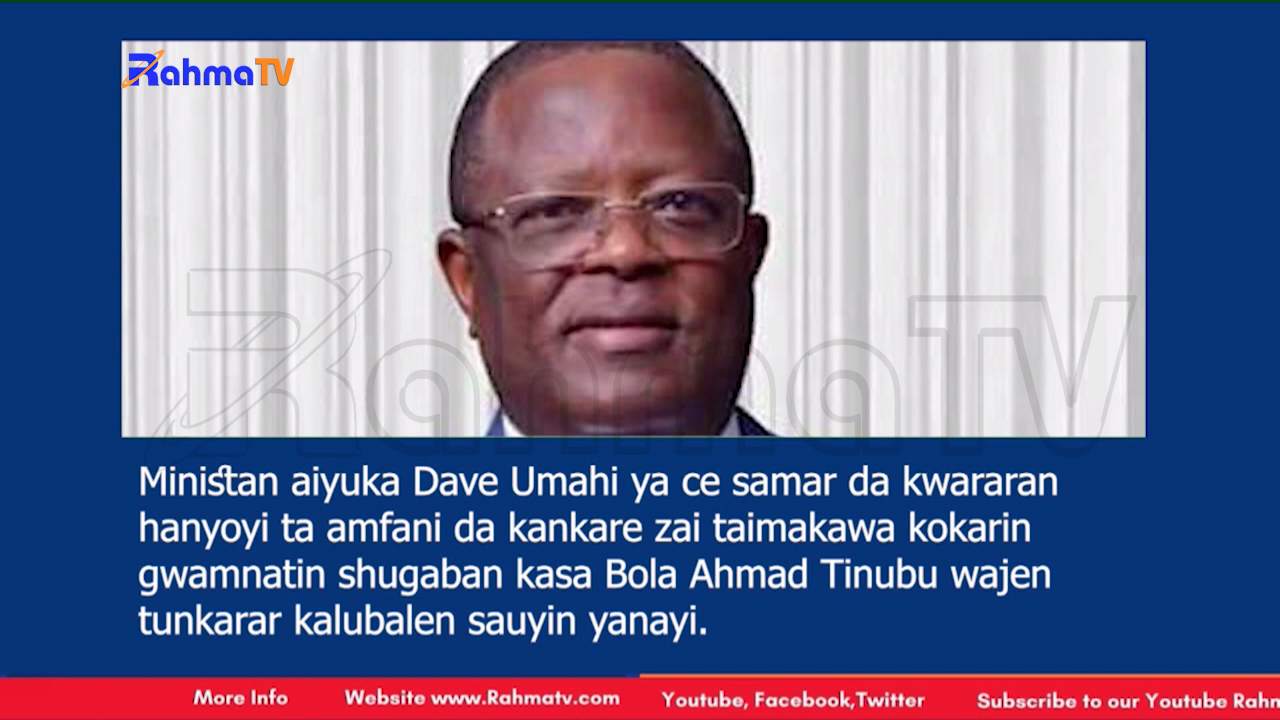 RahmaTV
RahmaTV
Ministan aiyuka Dave Umahi ya ce samar da kwararan
hanyoyi ta amfani da kankare zai taimakawa kokarin
gwamnatin shugaban kasa Bola Ahmad Tinubu wajen
tunkarar kalubalen sauyin yanayi.
More Info Website www.Rahmatv.com Youtube, Facebook,Twitter Subscribe to our Youtube Rahm